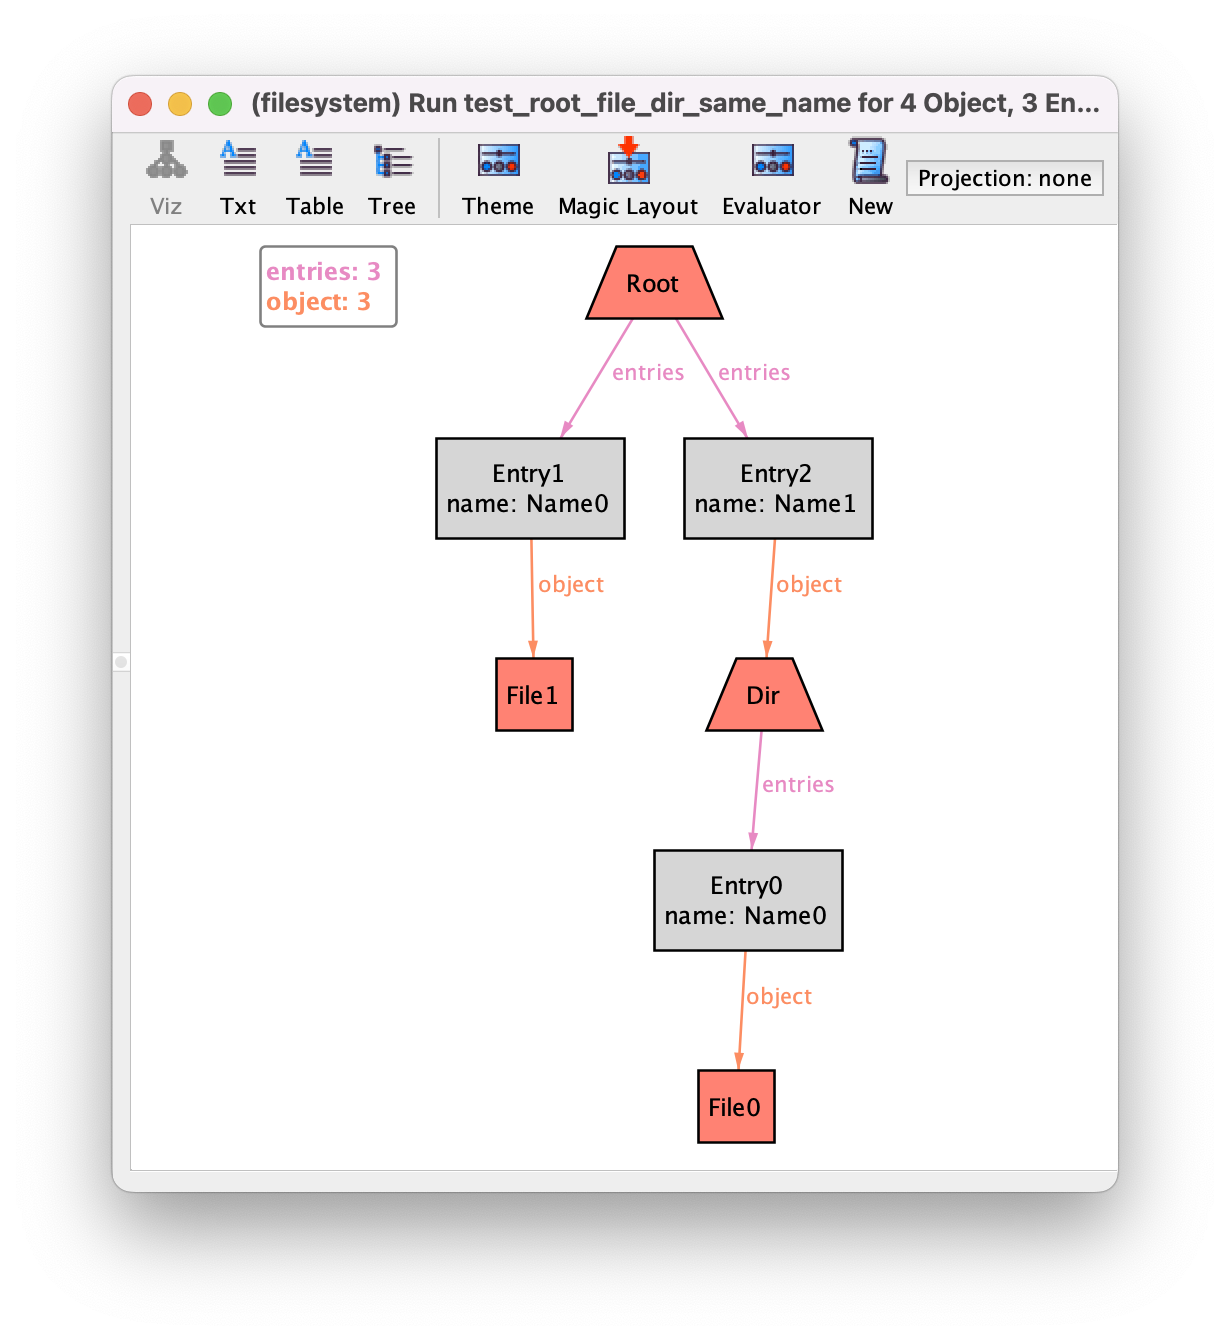 (filesystem) Run test_root_file_dir_same_name for 4 Object, 3 En...
Viz Txt Table Tree Theme Magic Layout Evaluator New Projection: none
entries: 3
object: 3
Root
entries entries
Entry1
name: Name0
Entry2
name: Name1
object object
File1 Dir
entries
Entry0
name: Name0
object
File0